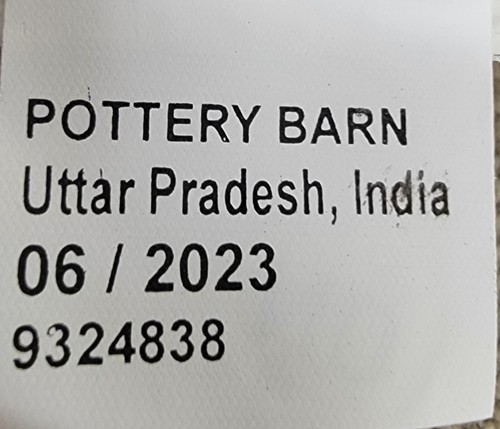 POTTERY BARN
Uttar Pradesh, India
06 / 2023
9324838